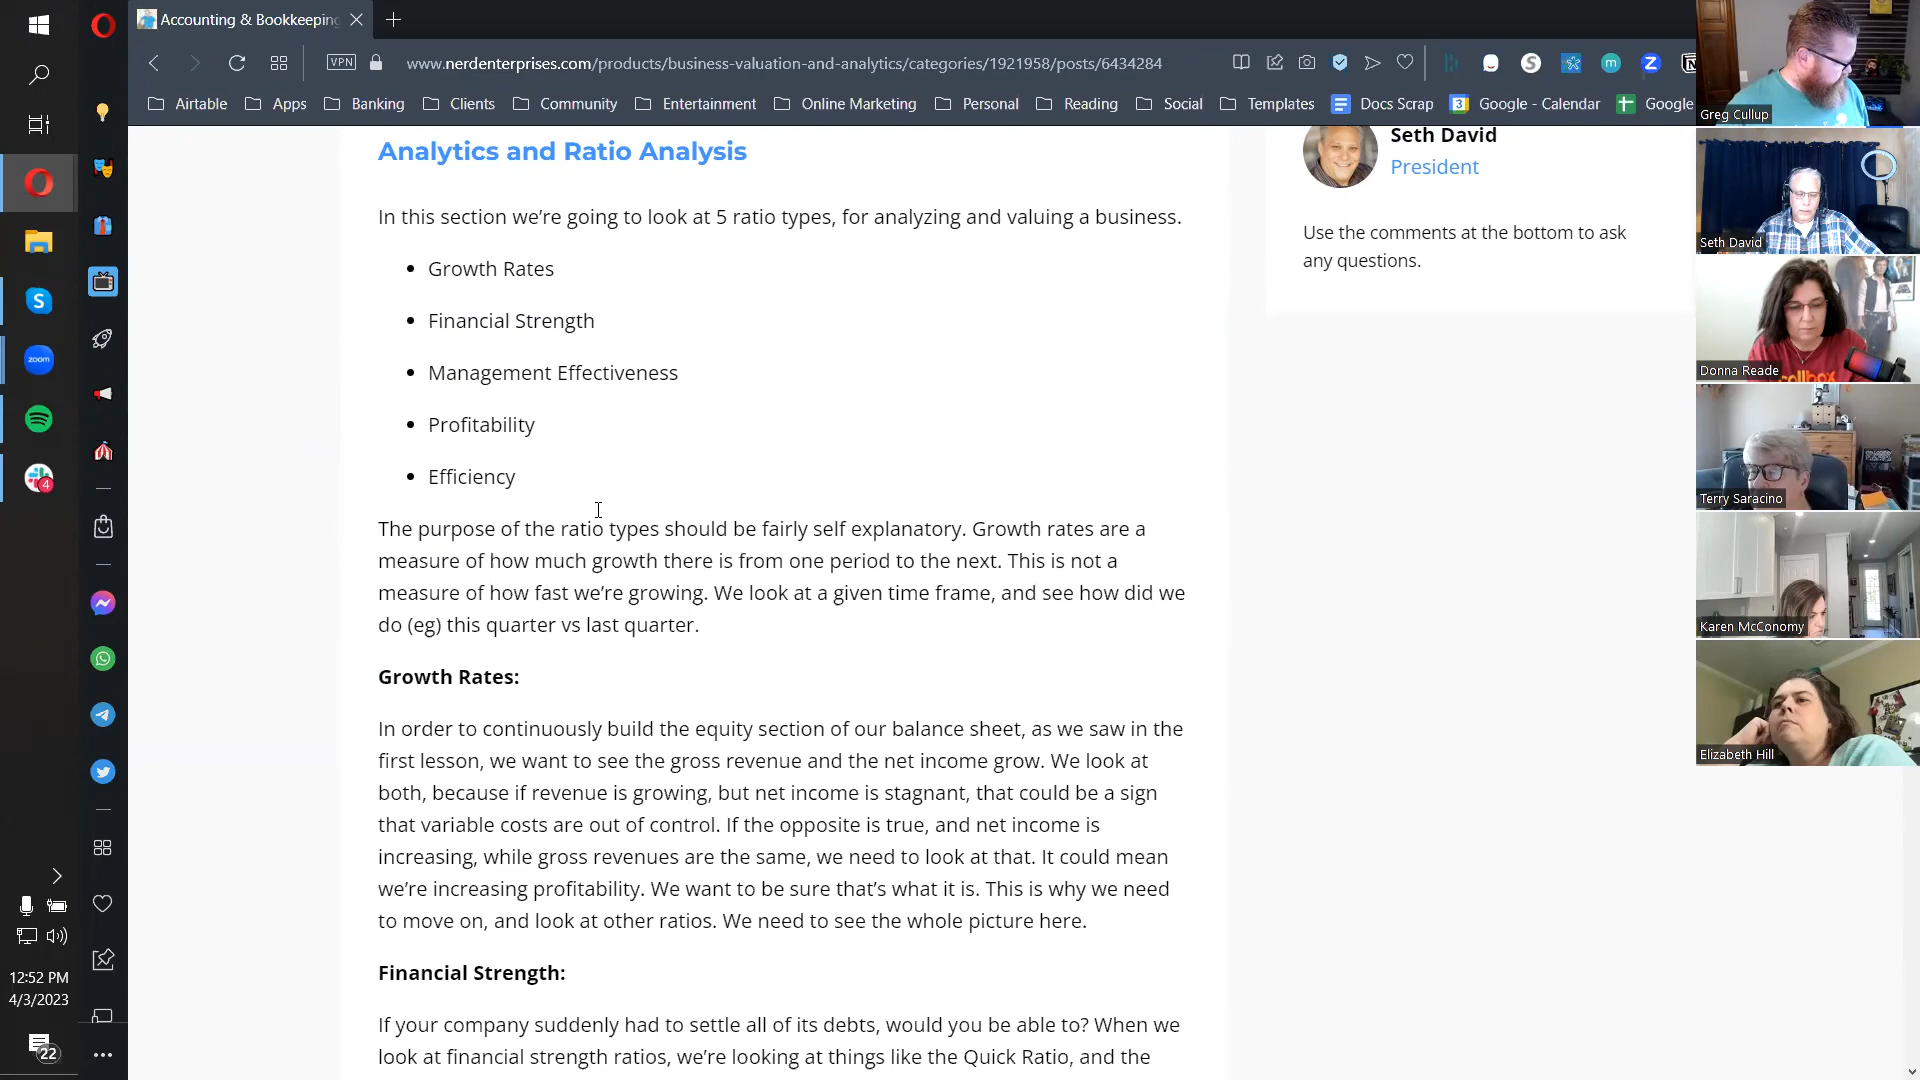 Accounting & Bookkeeping
VPN
www.nerdenterprises.com/products/business-valuation-and-analytics/categories/1921958/posts/6434284
Airtable
Apps
Banking
Clients
Community
Entertainment
Online Marketing
Personal
Reading
Social
Templates
Docs Scrap
Google - Calendar
Google
Analytics and Ratio Analysis
In this section we’re going to look at 5 ratio types, for analyzing and valuing a business.
• Growth Rates
• Financial Strength
• Management Effectiveness
• Profitability
• Efficiency
The purpose of the ratio types should be fairly self explanatory. Growth rates are a
measure of how much growth there is from one period to the next. This is not a
measure of how fast we’re growing. We look at a given time frame, and see how did we
do (eg) this quarter vs last quarter.
Growth Rates:
In order to continuously build the equity section of our balance sheet, as we saw in the
first lesson, we want to see the gross revenue and the net income grow. We look at
both, because if revenue is growing, but net income is stagnant, that could be a sign
that variable costs are out of control. If the opposite is true, and net income is
increasing, while gross revenues are the same, we need to look at that. It could mean
we’re increasing profitability. We want to be sure that’s what it is. This is why we need
to move on, and look at other ratios. We need to see the whole picture here.
Financial Strength:
If your company suddenly had to settle all of its debts, would you be able to? When we
look at financial strength ratios, we’re looking at things like the Quick Ratio, and the
Seth David
President
Use the comments at the bottom to ask
any questions.
Greg Cullup
Seth David
Donna Reade
callbox
Terry Saracino
Karen McConomy
Elizabeth Hill
zoom
4
12:52 PM
4/3/2023
22